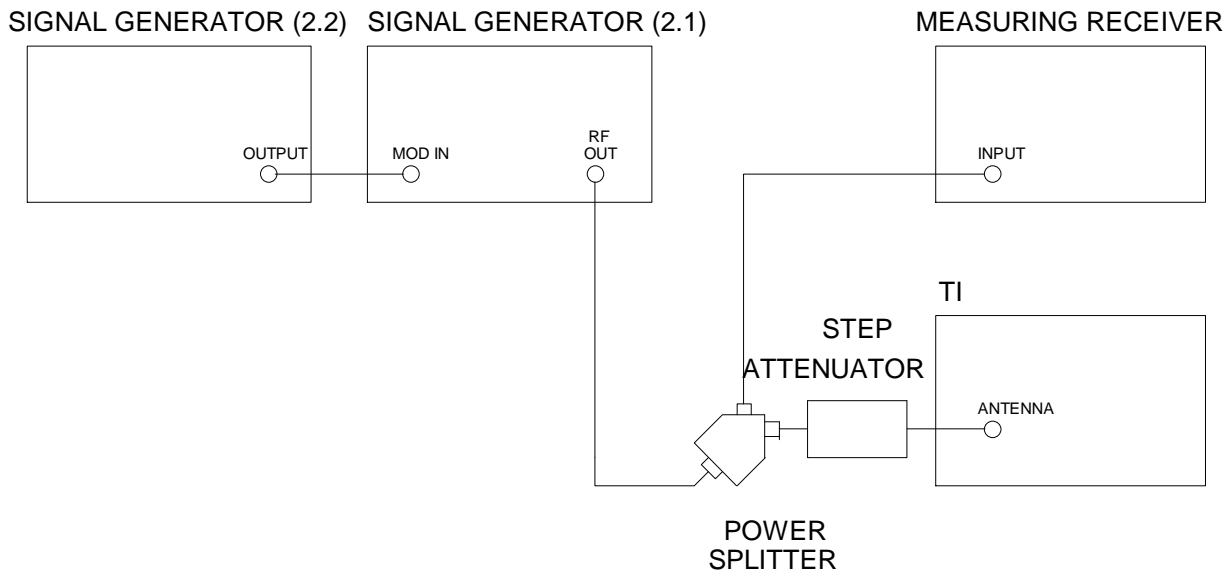 SIGNAL GENERATOR (2.2)
SIGNAL GENERATOR (2.1)
MEASURING RECEIVER
OUTPUT
MOD IN
RF
OUT
INPUT
TI
STEP
ATTENUATOR
ANTENNA
POWER
SPLITTER